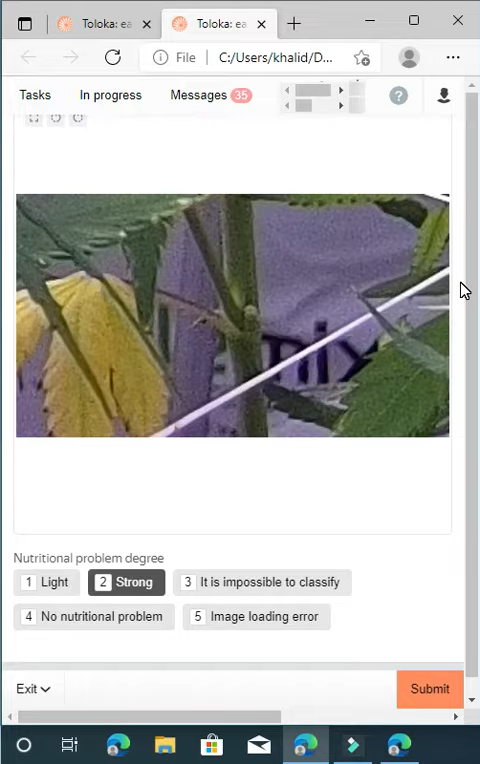 Toloka: ea
Toloka: ea
File
C:/Users/khalid/D...
Tasks
In progress
Messages
35
?
mix
Nutritional problem degree
1 Light
2 Strong
3 It is impossible to classify
4 No nutritional problem
5 Image loading error
Exit
Submit